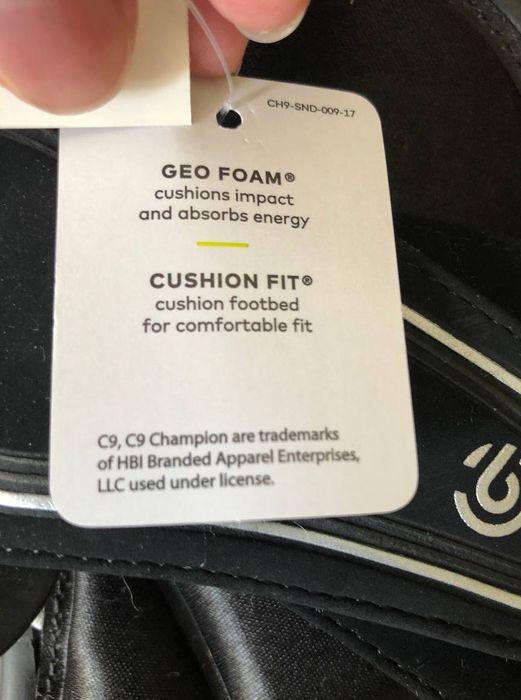 CH9-SND-009-17
GEO FOAM®
cushions impact
and absorbs energy
CUSHION FIT®
cushion footbed
for comfortable fit
C9, C9 Champion are trademarks
of HBI Branded Apparel Enterprises,
LLC used under license.